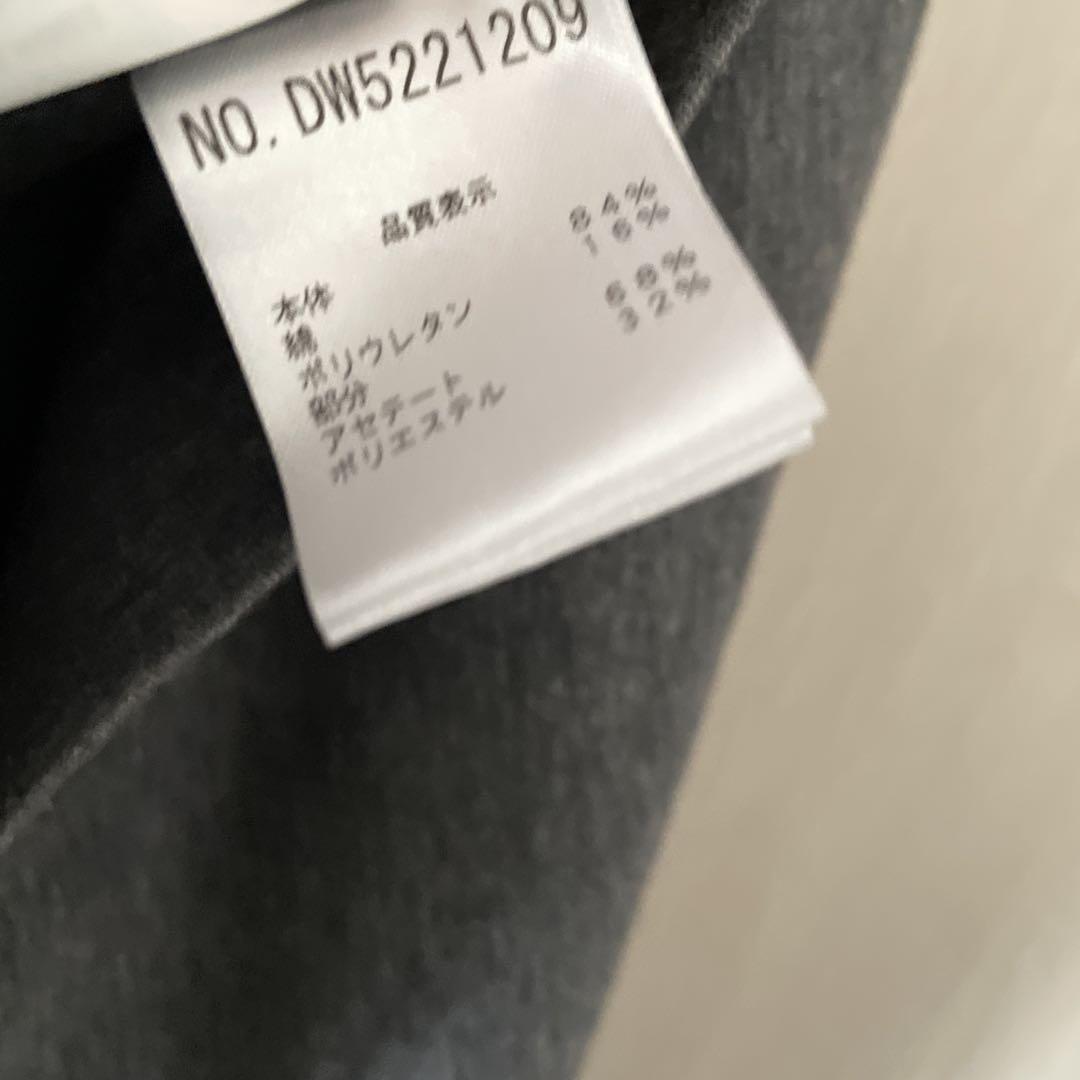 NO. DW5221209
品質表示
本体
綿 84%
ポリウレタン 16%
部分
アセテート 68%
ポリエステル 32%